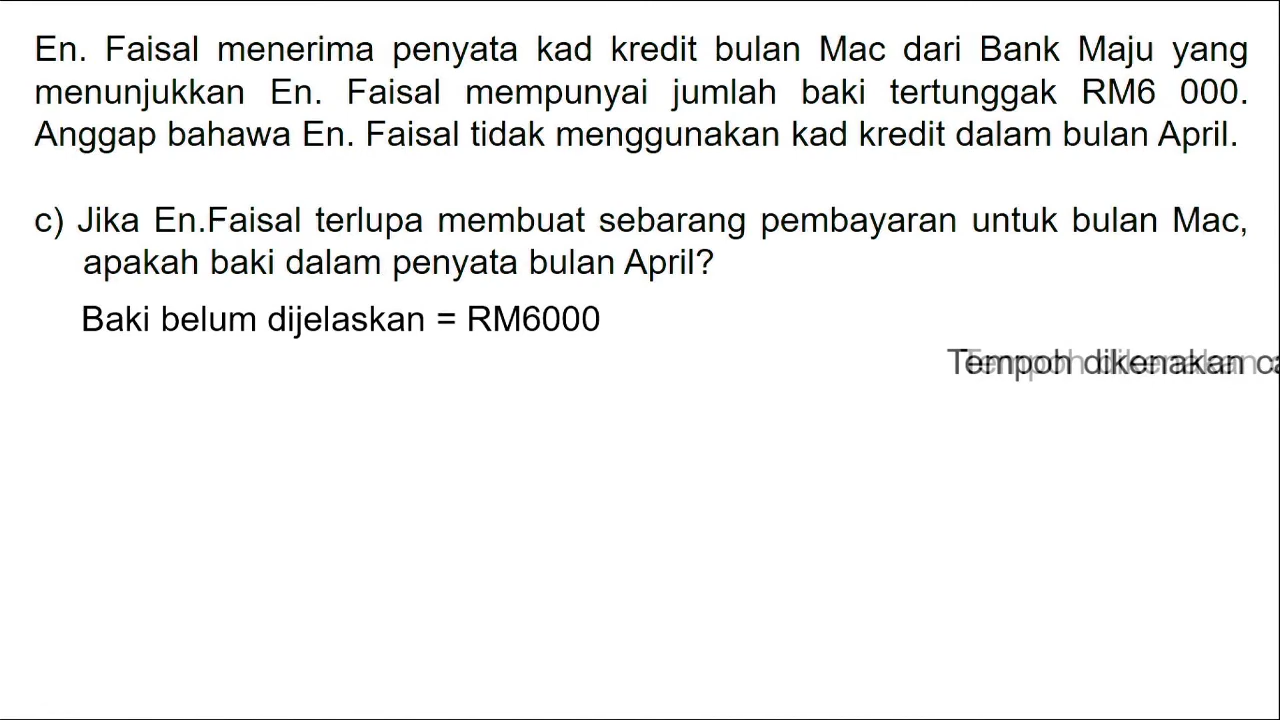 En. Faisal menerima penyata kad kredit bulan Mac dari Bank Maju yang
menunjukkan En. Faisal mempunyai jumlah baki tertunggak RM6 000.
Anggap bahawa En. Faisal tidak menggunakan kad kredit dalam bulan April.
c) Jika En.Faisal terlupa membuat sebarang pembayaran untuk bulan Mac,
apakah baki dalam penyata bulan April?
Baki belum dijelaskan = RM6000
Tempoh dikenakan